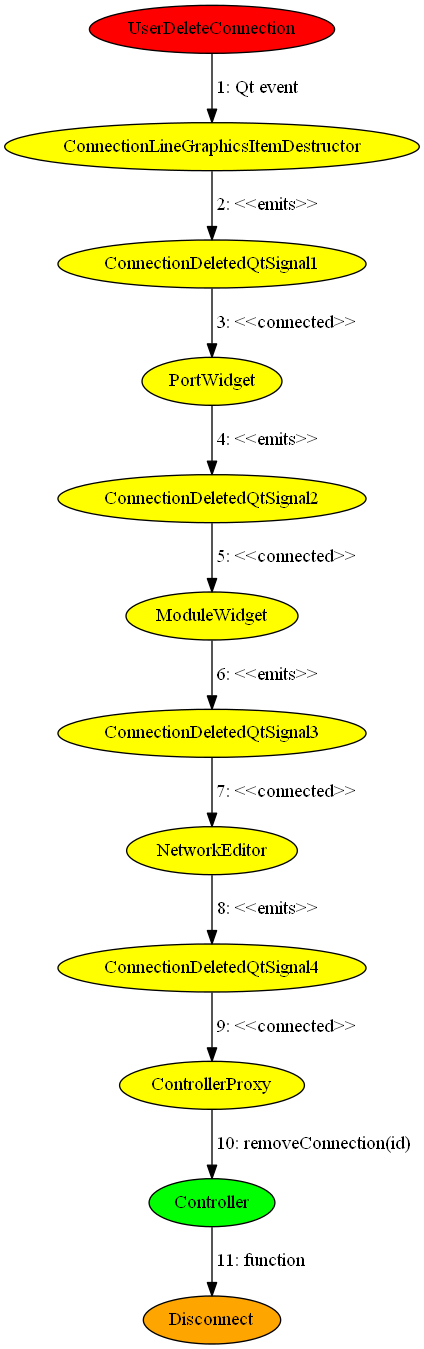 UserDeleteConnection
1: Qt event
ConnectionLineGraphicsItemDestructor
2: <<emits>>
ConnectionDeletedQtSignal1
3: <<connected>>
PortWidget
4: <<emits>>
ConnectionDeletedQtSignal2
5: <<connected>>
ModuleWidget
6: <<emits>>
ConnectionDeletedQtSignal3
7: <<connected>>
NetworkEditor
8: <<emits>>
ConnectionDeletedQtSignal4
9: <<connected>>
ControllerProxy
10: removeConnection(id)
Controller
11: function
Disconnect